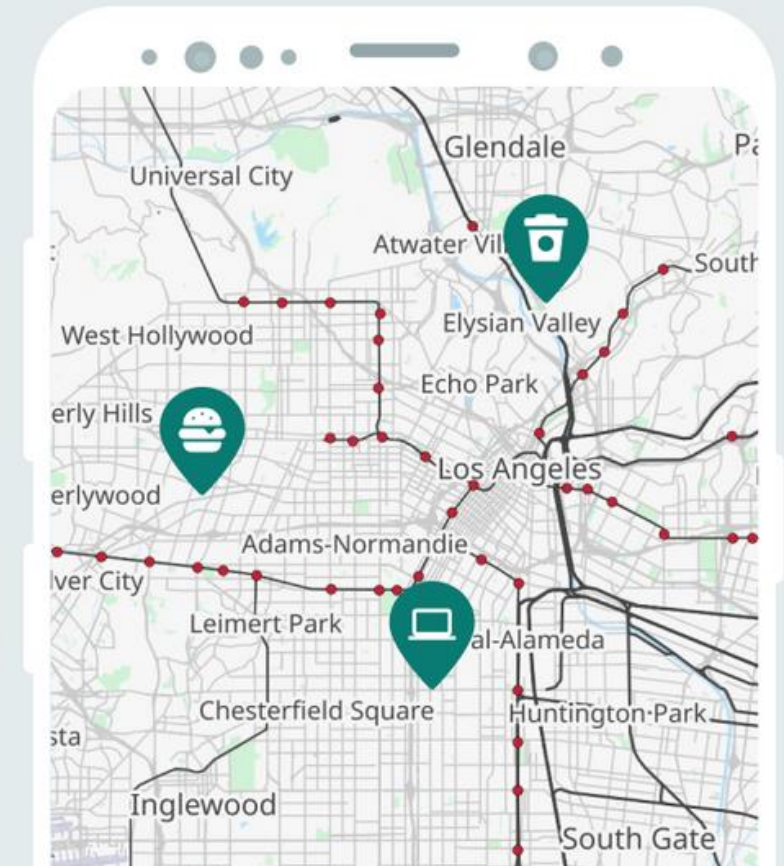 Glendale
Pa
Universal City
Atwater Vil
South
Elysian Valley
West Hollywood
Echo Park
erly Hills
Los Angeles
erlywood
Adams-Normandie
lver City
Leimert Park
al-Alameda
Chesterfield Square
Huntington Park
sta
Inglewood
South Gate